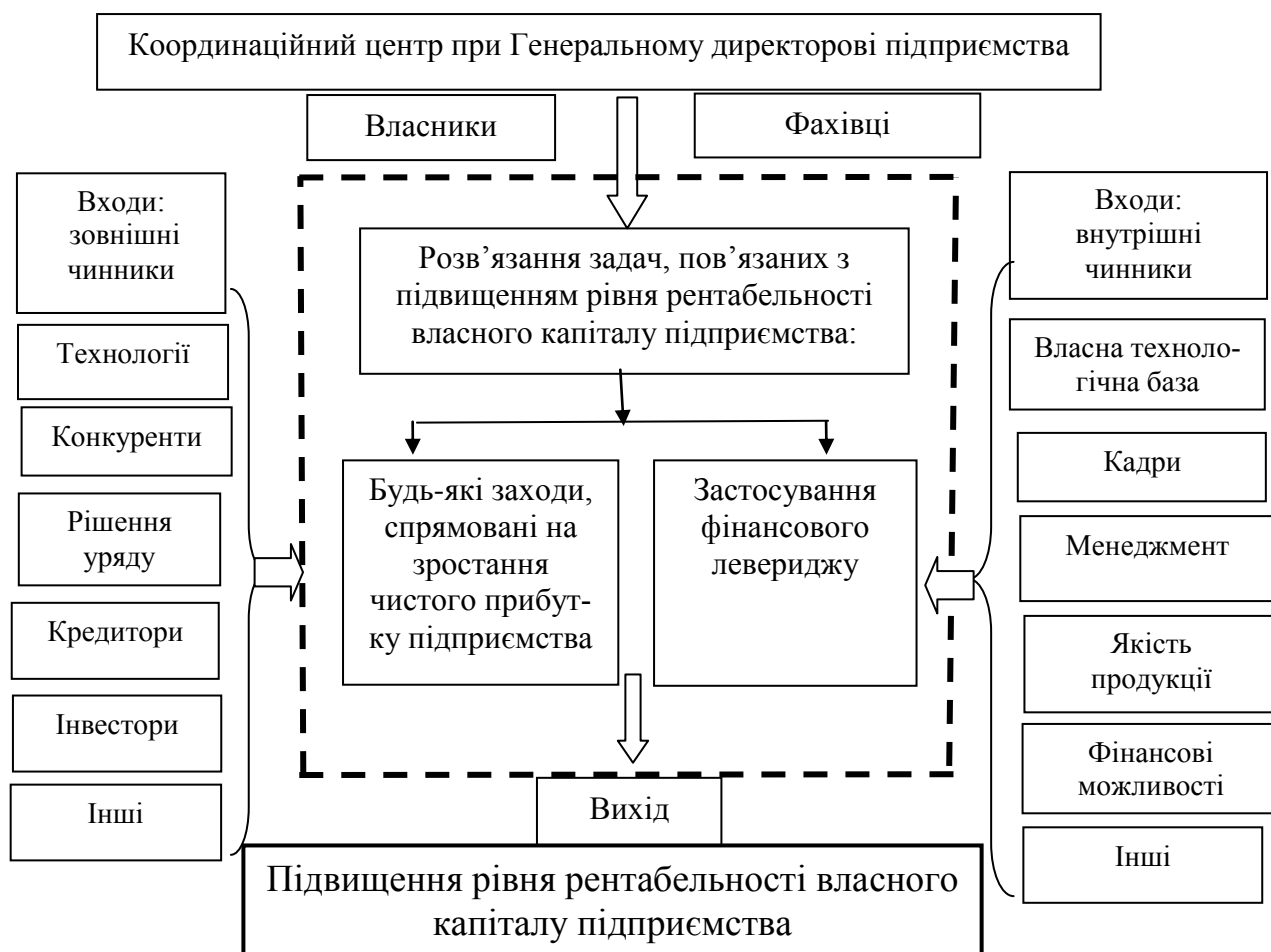 Координаційний центр при Генеральному директорові підприємства
Власники
Фахівці
Входи:
зовнішні
чинники
Технології
Конкуренти
Рішення
уряду
Кредитори
Інвестори
Інші
Розв’язання задач, пов’язаних з
підвищенням рівня рентабельності
власного капіталу підприємства:
Будь-які заходи,
спрямовані на
зростання
чистого прибут-
ку підприємства
Застосування
фінансового
левериджу
Входи:
внутрішні
чинники
Власна техноло-
гічна база
Кадри
Менеджмент
Якість
продукції
Фінансові
можливості
Інші
Вихід
Підвищення рівня рентабельності власного
капіталу підприємства